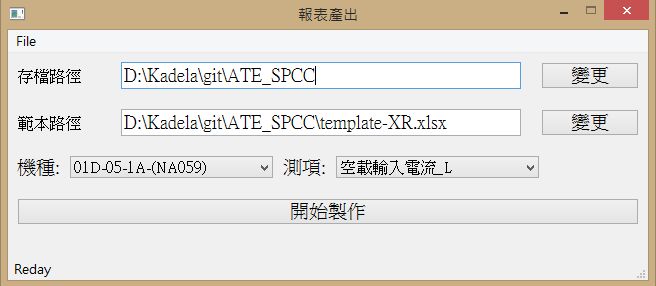 報表產出
File
存檔路徑 D:\Kadela\git\ATE_SPCC 變更
範本路徑 D:\Kadela\git\ATE_SPCC\template-XR.xlsx 變更
機種: 01D-05-1A-(NA059) 測項: 空載輸入電流_L
開始製作
Reday